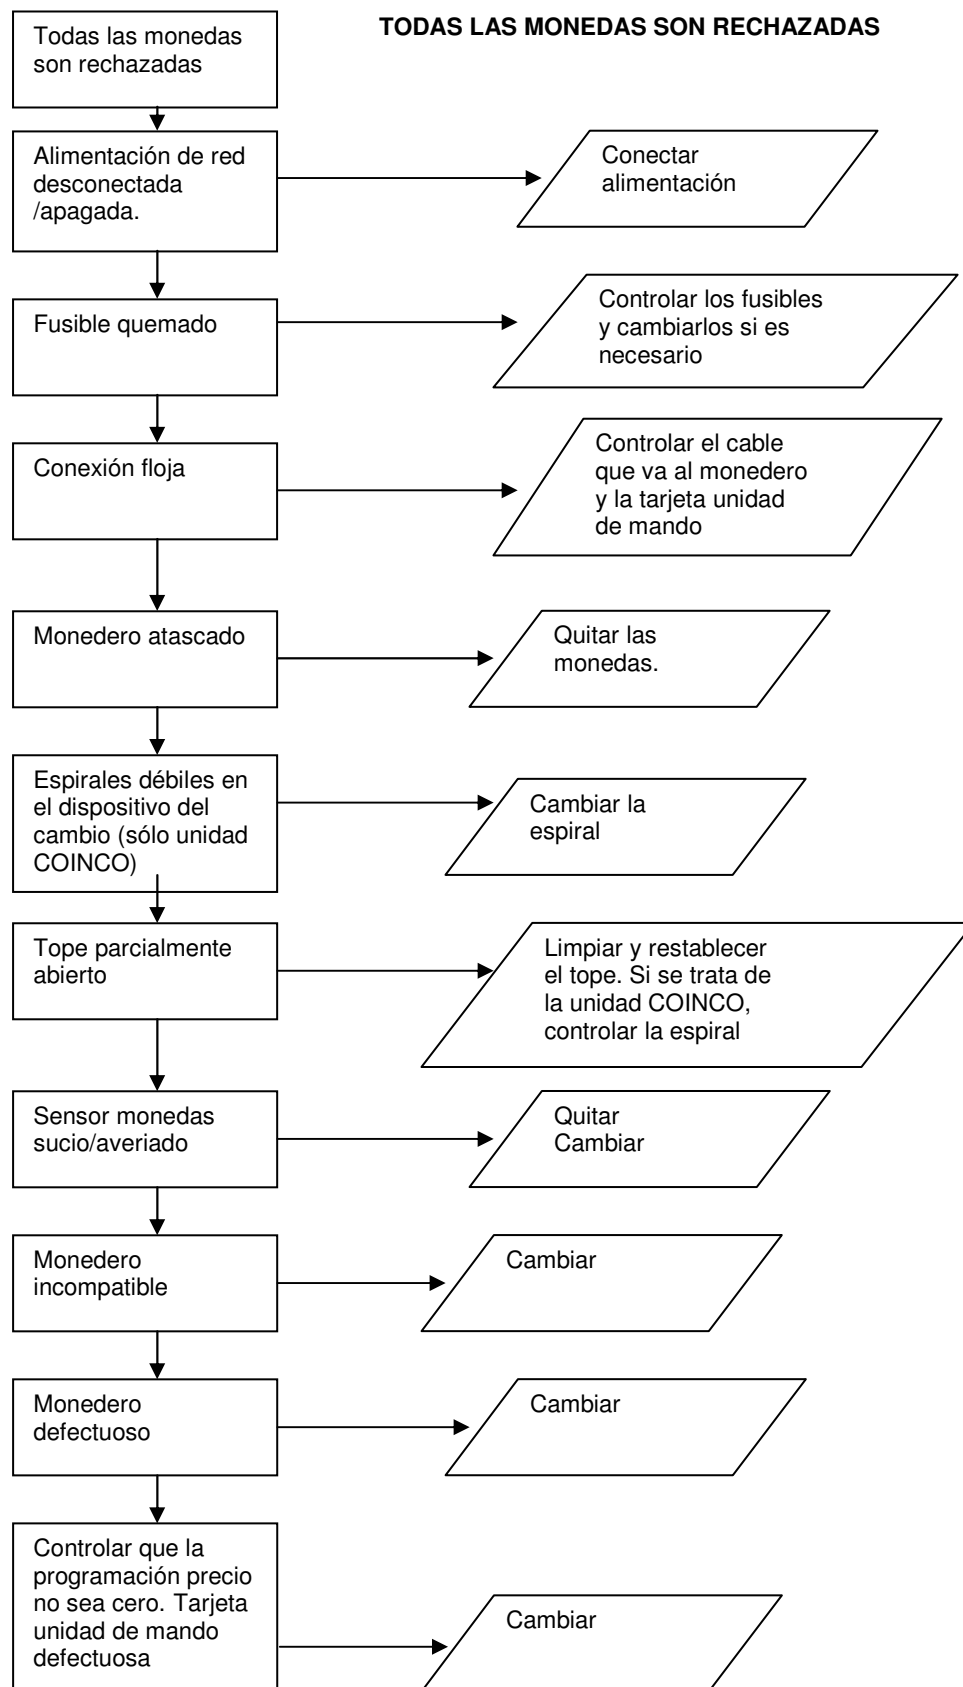 TODAS LAS MONEDAS SON RECHAZADAS
Todas las monedas
son rechazadas
Alimentación de red
desconectada
/apagada.
Conectar
alimentación
Fusible quemado
Controlar los fusibles
y cambiarlos si es
necesario
Conexión floja
Controlar el cable
que va al monedero
y la tarjeta unidad
de mando
Monedero atascado
Quitar las
monedas.
Espirales débiles en
el dispositivo del
cambio (sólo unidad
COINCO)
Cambiar la
espiral
Tope parcialmente
abierto
Limpiar y restablecer
el tope. Si se trata de
la unidad COINCO,
controlar la espiral
Sensor monedas
sucio/averiado
Quitar
Cambiar
Monedero
incompatible
Cambiar
Monedero
defectuoso
Cambiar
Controlar que la
programación precio
no sea cero. Tarjeta
unidad de mando
defectuosa
Cambiar